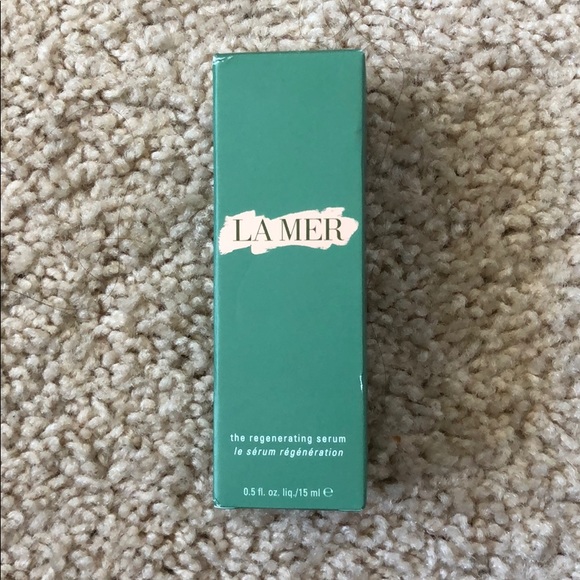 LA MER
the regenerating serum
le sérum régénération
0.5 fl. oz. liq./15 ml ℮